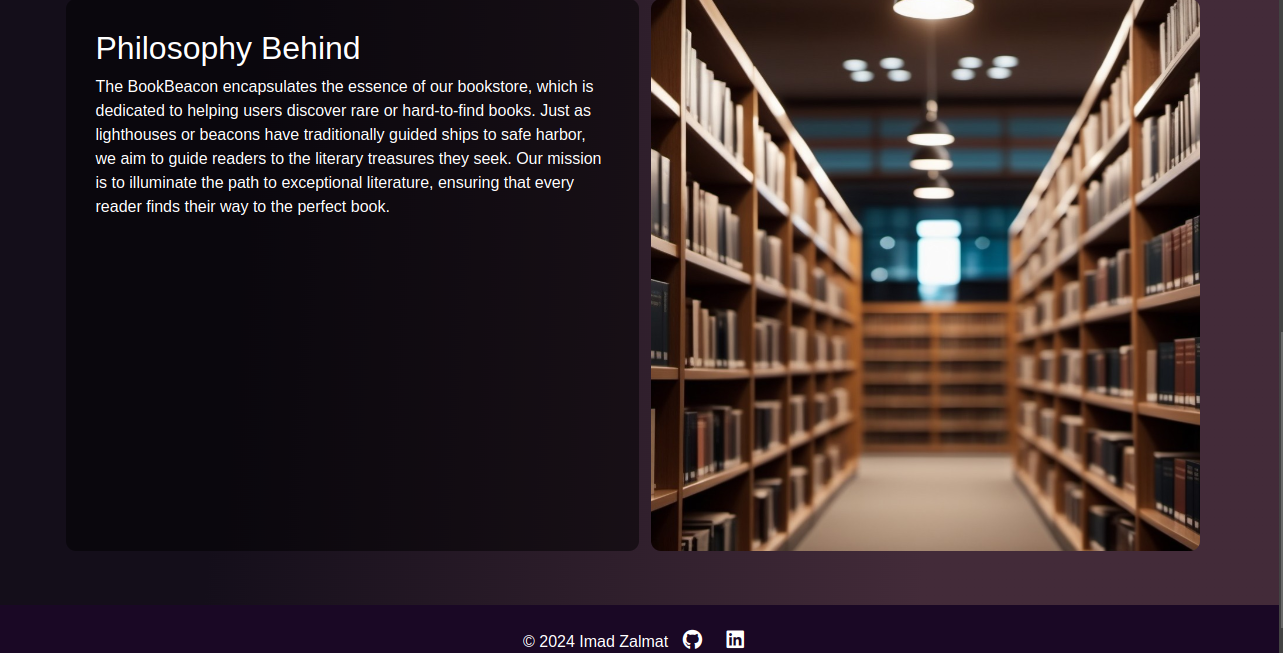 Philosophy Behind
The BookBeacon encapsulates the essence of our bookstore, which is
dedicated to helping users discover rare or hard-to-find books. Just as
lighthouses or beacons have traditionally guided ships to safe harbor,
we aim to guide readers to the literary treasures they seek. Our mission
is to illuminate the path to exceptional literature, ensuring that every
reader finds their way to the perfect book.
© 2024 Imad Zalmat